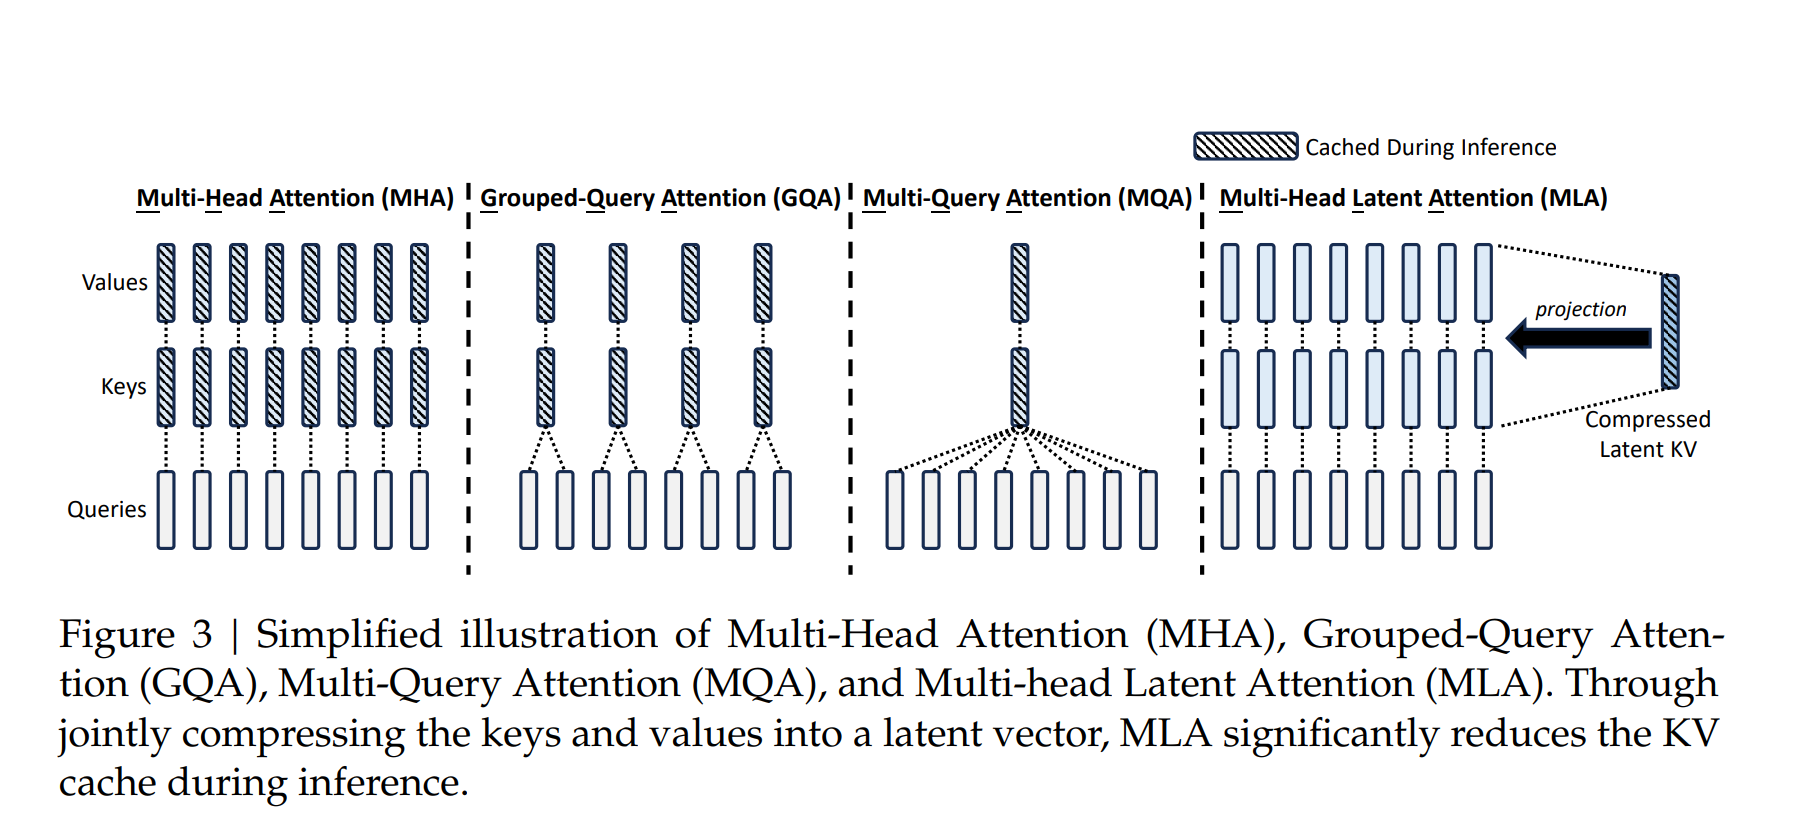 Cached During Inference
Multi-Head Attention (MHA)
Grouped-Query Attention (GQA)
Multi-Query Attention (MQA)
Multi-Head Latent Attention (MLA)
Values
Keys
Queries
projection
Compressed
Latent KV
Figure 3 | Simplified illustration of Multi-Head Attention (MHA), Grouped-Query Atten-
tion (GQA), Multi-Query Attention (MQA), and Multi-head Latent Attention (MLA). Through
jointly compressing the keys and values into a latent vector, MLA significantly reduces the KV
cache during inference.